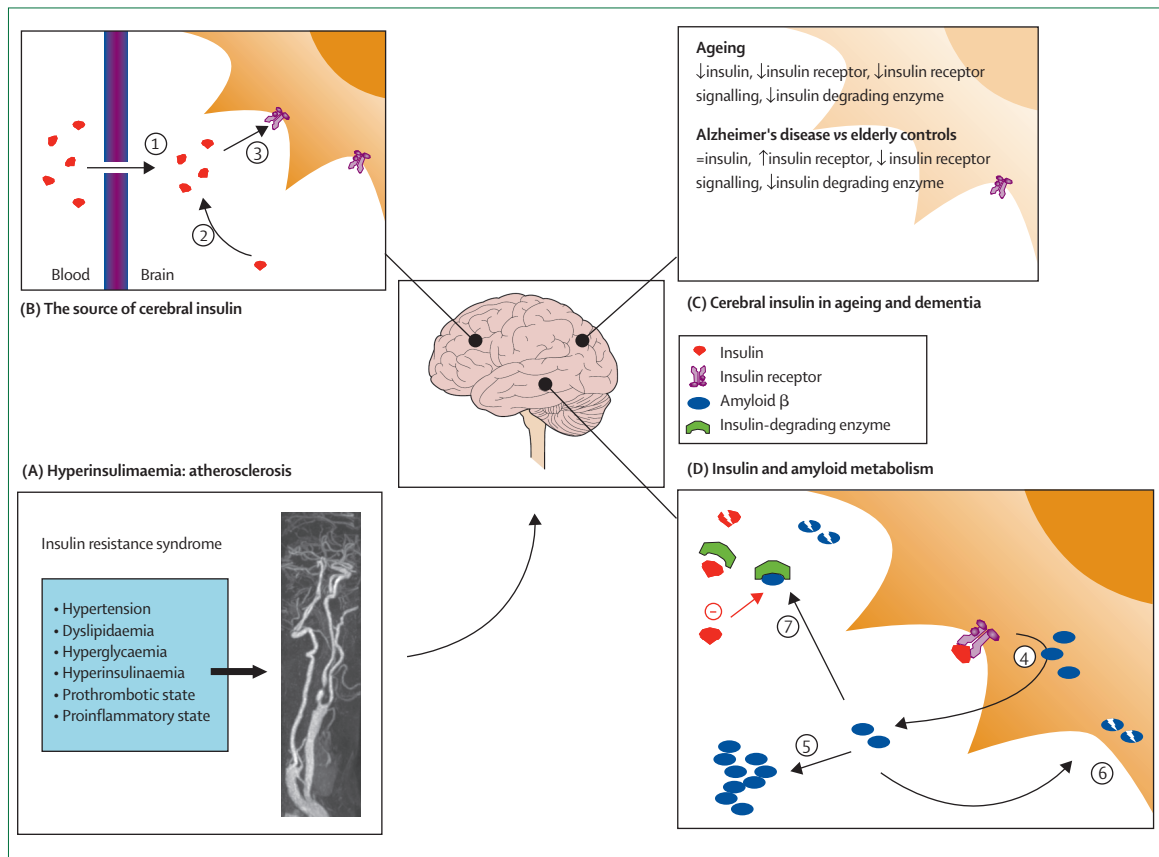 ①
②
③
Blood
Brain
(B) The source of cerebral insulin
Ageing
↓insulin, ↓insulin receptor, ↓insulin receptor
signalling, ↓insulin degrading enzyme
Alzheimer's disease vs elderly controls
=insulin, ↑insulin receptor, ↓ insulin receptor
signalling, ↓insulin degrading enzyme
(C) Cerebral insulin in ageing and dementia
Insulin
Insulin receptor
Amyloid β
Insulin-degrading enzyme
(A) Hyperinsulimaemia: atherosclerosis
Insulin resistance syndrome
• Hypertension
• Dyslipidaemia
• Hyperglycaemia
• Hyperinsulinaemia
• Prothrombotic state
• Proinflammatory state
(D) Insulin and amyloid metabolism
−
⑦
④
⑤
⑥